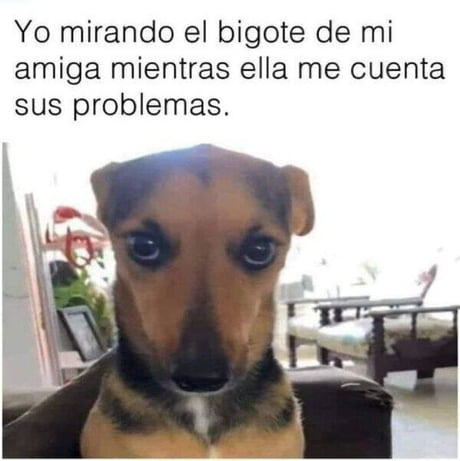 Yo mirando el bigote de mi
amiga mientras ella me cuenta
sus problemas.